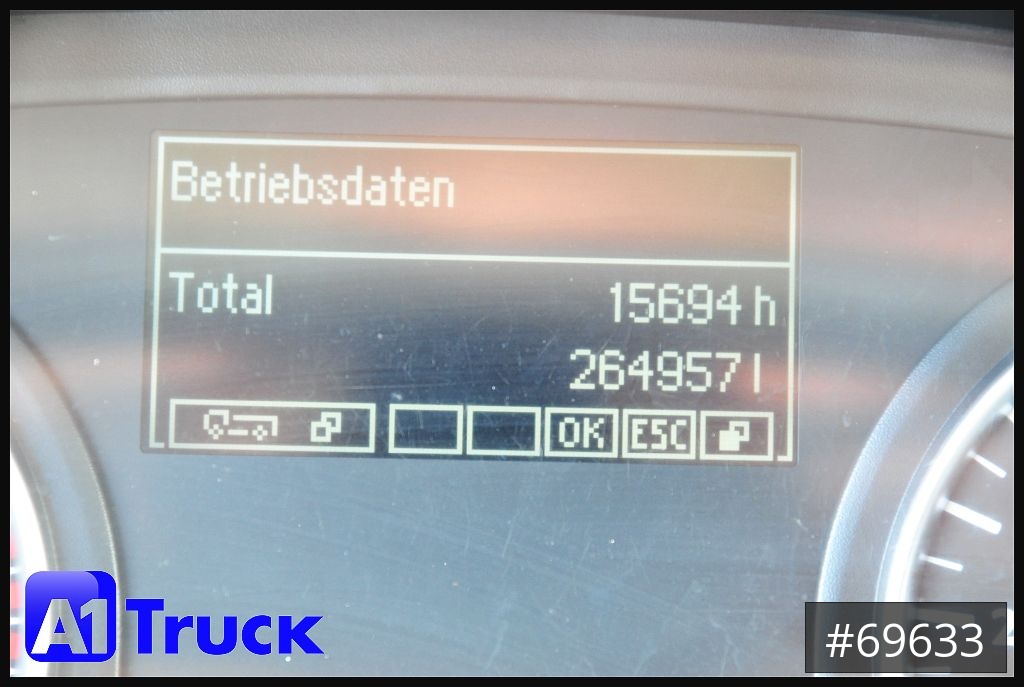 Betriebsdaten
Total 15694 h
264957 l
OK ESC
A1 Truck
#69633